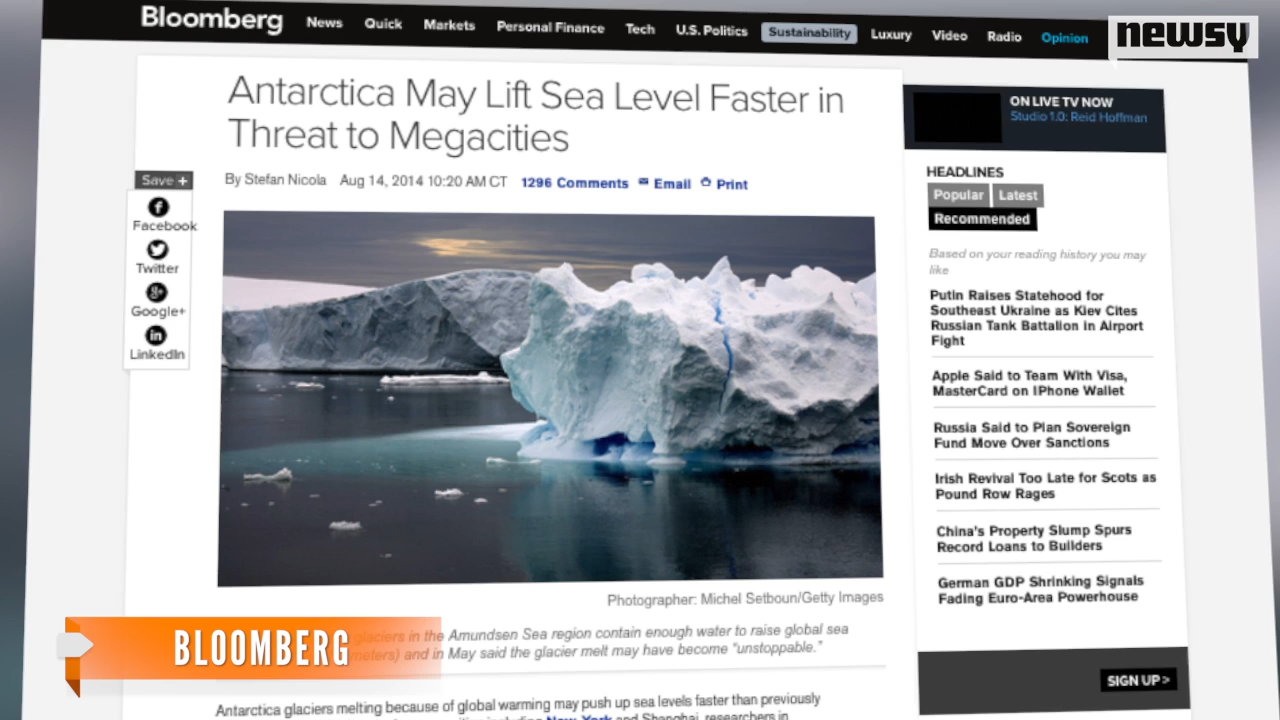 Bloomberg
News Quick Markets Personal Finance Tech U.S. Politics Sustainability Luxury Video Radio Opinion
newsy
Antarctica May Lift Sea Level Faster in
Threat to Megacities
By Stefan Nicola Aug 14, 2014 10:20 AM CT 1296 Comments Email Print
Save +
Facebook
Twitter
Google+
LinkedIn
Photographer: Michel Setboun/Getty Images
glaciers in the Amundsen Sea region contain enough water to raise global sea
meters) and in May said the glacier melt may have become “unstoppable.”
BLOOMBERG
Antarctica glaciers melting because of global warming may push up sea levels faster than previously
including New York and Shanghai, researchers in
ON LIVE TV NOW
Studio 1.0: Reid Hoffman
HEADLINES
Popular Latest
Recommended
Based on your reading history you may
like
Putin Raises Statehood for
Southeast Ukraine as Kiev Cites
Russian Tank Battalion in Airport
Fight
Apple Said to Team With Visa,
MasterCard on IPhone Wallet
Russia Said to Plan Sovereign
Fund Move Over Sanctions
Irish Revival Too Late for Scots as
Pound Row Rages
China's Property Slump Spurs
Record Loans to Builders
German GDP Shrinking Signals
Fading Euro-Area Powerhouse
SIGN UP >